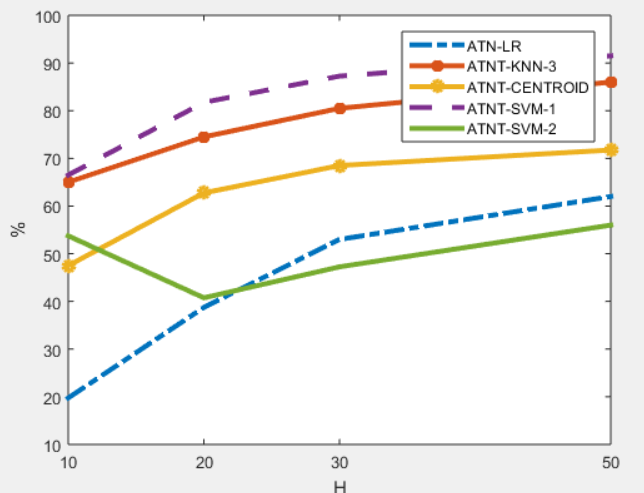 100
90
80
70
60
50
40
30
20
10
%
ATN-LR
ATNT-KNN-3
ATNT-CENTROID
ATNT-SVM-1
ATNT-SVM-2
10 20 30 50
H